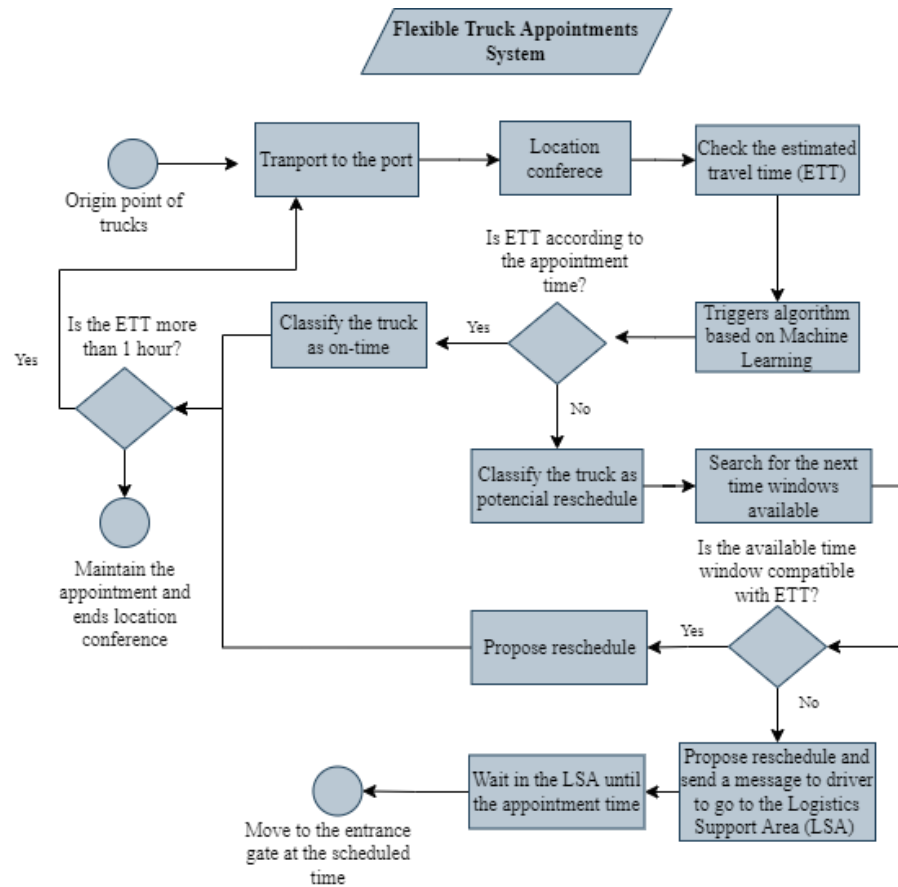 Flexible Truck Appointments
System
Origin point of
trucks
Tranport to the port
Location
conferece
Check the estimated
travel time (ETT)
Triggers algorithm
based on Machine
Learning
Is ETT according to
the appointment
time?
Yes
No
Classify the truck
as on-time
Is the ETT more
than 1 hour?
Yes
Maintain the
appointment and
ends location
conference
Classify the truck as
potencial reschedule
Search for the next
time windows
available
Is the available time
window compatible
with ETT?
Yes
No
Propose reschedule
Propose reschedule and
send a message to driver
to go to the Logistics
Support Area (LSA)
Wait in the LSA until
the appointment time
Move to the entrance
gate at the scheduled
time